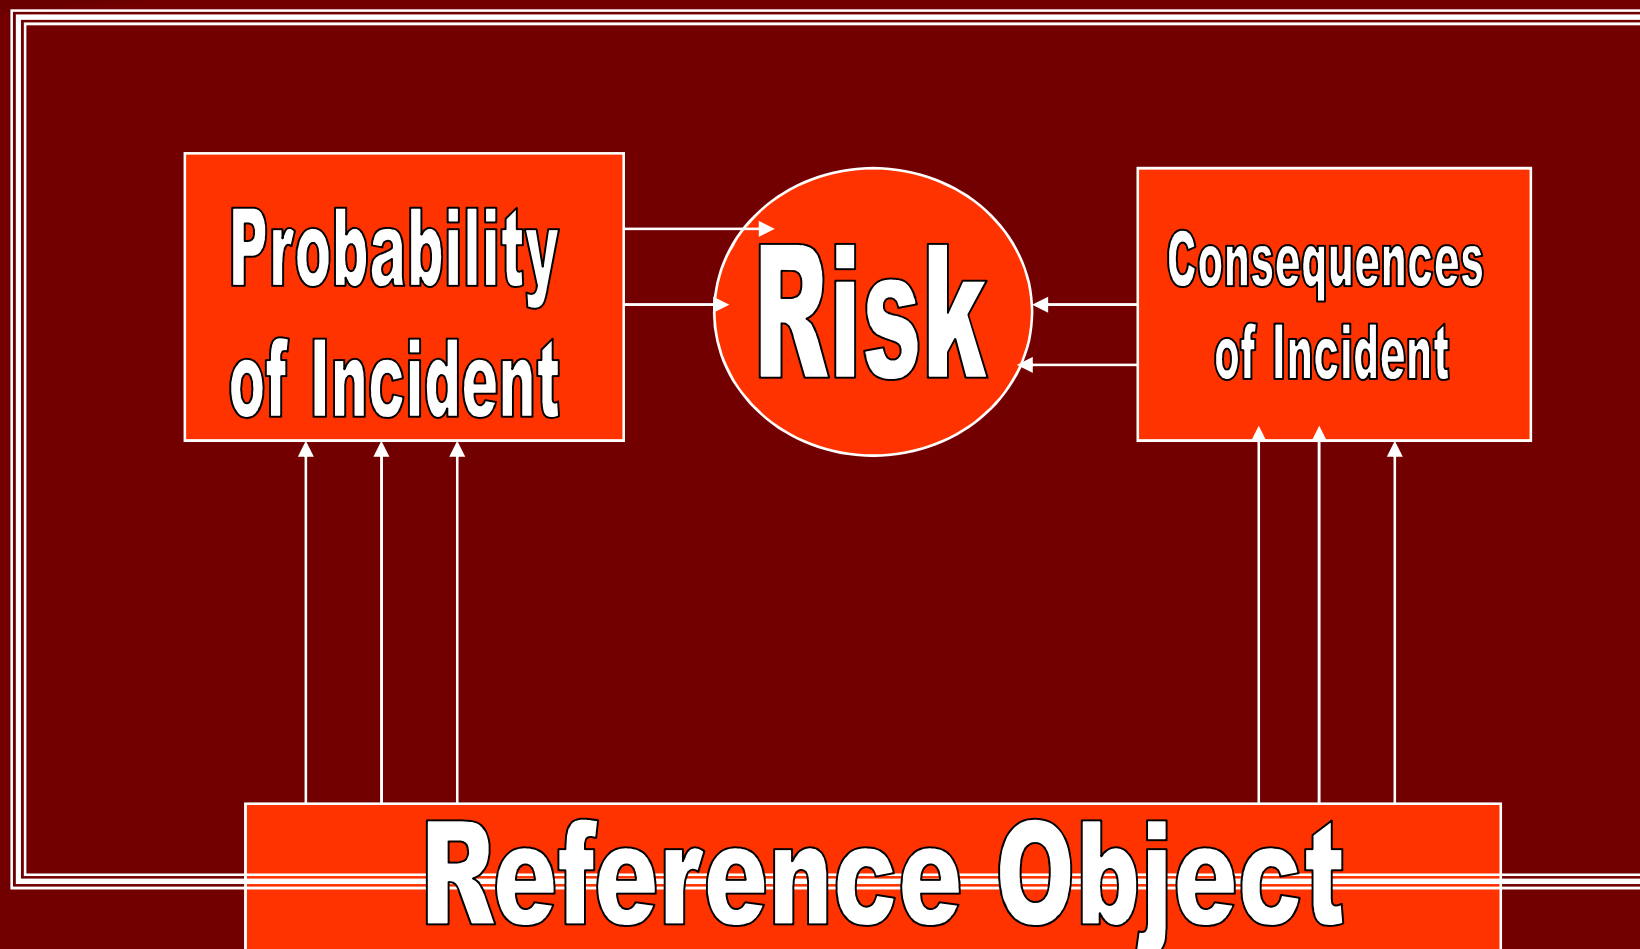 Probability
of Incident
Risk
Consequences
of Incident
Reference Object